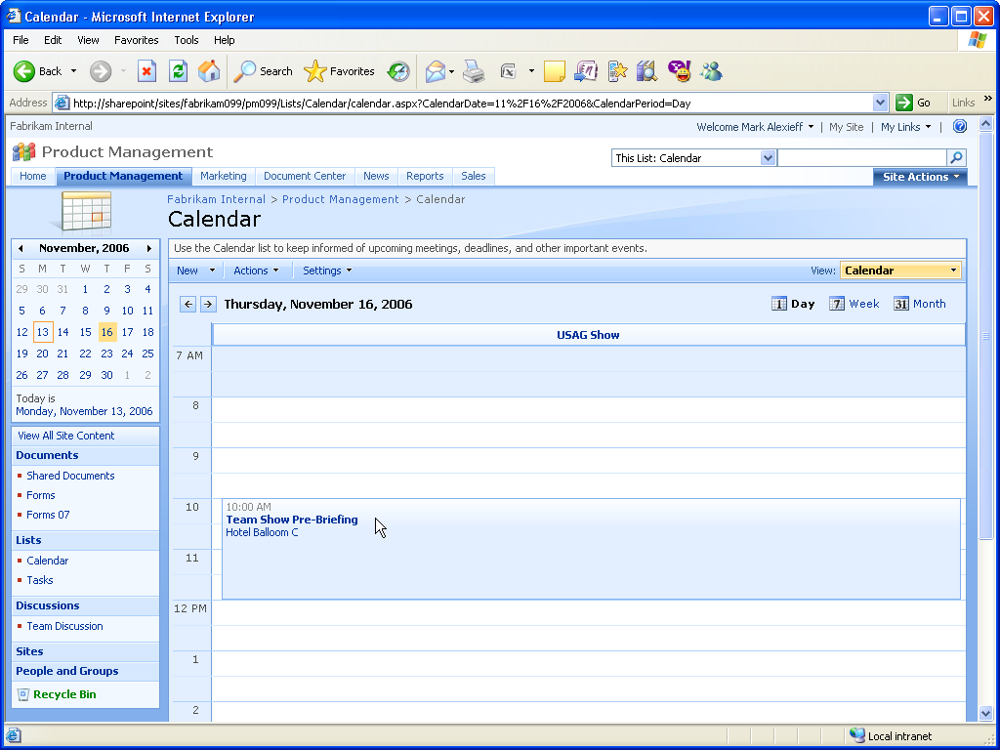 Calendar - Microsoft Internet Explorer
File Edit View Favorites Tools Help
Back Search Favorites
Address http://sharepoint/sites/fabrikam099/pm099/Lists/Calendar/calendar.aspx?CalendarDate=11%2F16%2F2006&CalendarPeriod=Day Go Links »
Fabrikam Internal Welcome Mark Alexieff | My Site | My Links |
Product Management This List: Calendar
Home Product Management Marketing Document Center News Reports Sales Site Actions
Fabrikam Internal > Product Management > Calendar
Calendar
November, 2006
S M T W T F S
29 30 31 1 2 3 4
5 6 7 8 9 10 11
12 13 14 15 16 17 18
19 20 21 22 23 24 25
26 27 28 29 30 1 2
Today is
Monday, November 13, 2006
View All Site Content
Documents
Shared Documents
Forms
Forms 07
Lists
Calendar
Tasks
Discussions
Team Discussion
Sites
People and Groups
Recycle Bin
Use the Calendar list to keep informed of upcoming meetings, deadlines, and other important events.
New Actions Settings View: Calendar
Thursday, November 16, 2006 1 Day 7 Week 31 Month
USAG Show
7 AM
8
9
10 10:00 AM
Team Show Pre-Briefing
Hotel Balloom C
11
12 PM
1
2
Local intranet